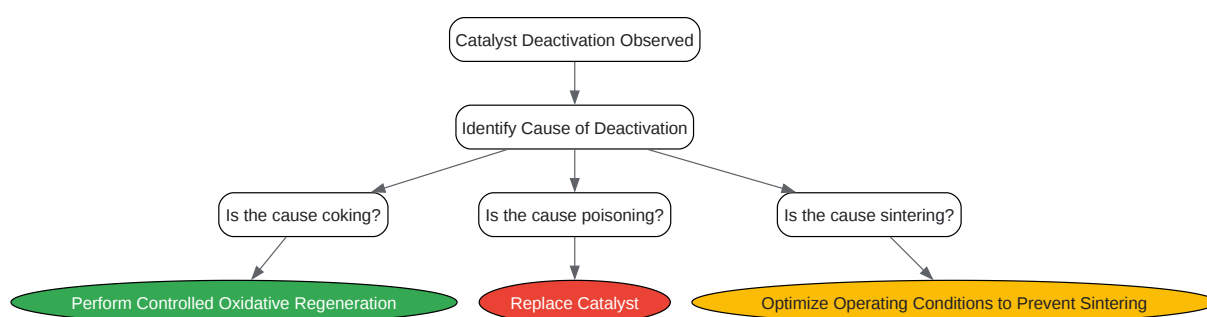 Catalyst Deactivation Observed
Identify Cause of Deactivation
Is the cause coking?
Is the cause poisoning?
Is the cause sintering?
Perform Controlled Oxidative Regeneration
Replace Catalyst
Optimize Operating Conditions to Prevent Sintering